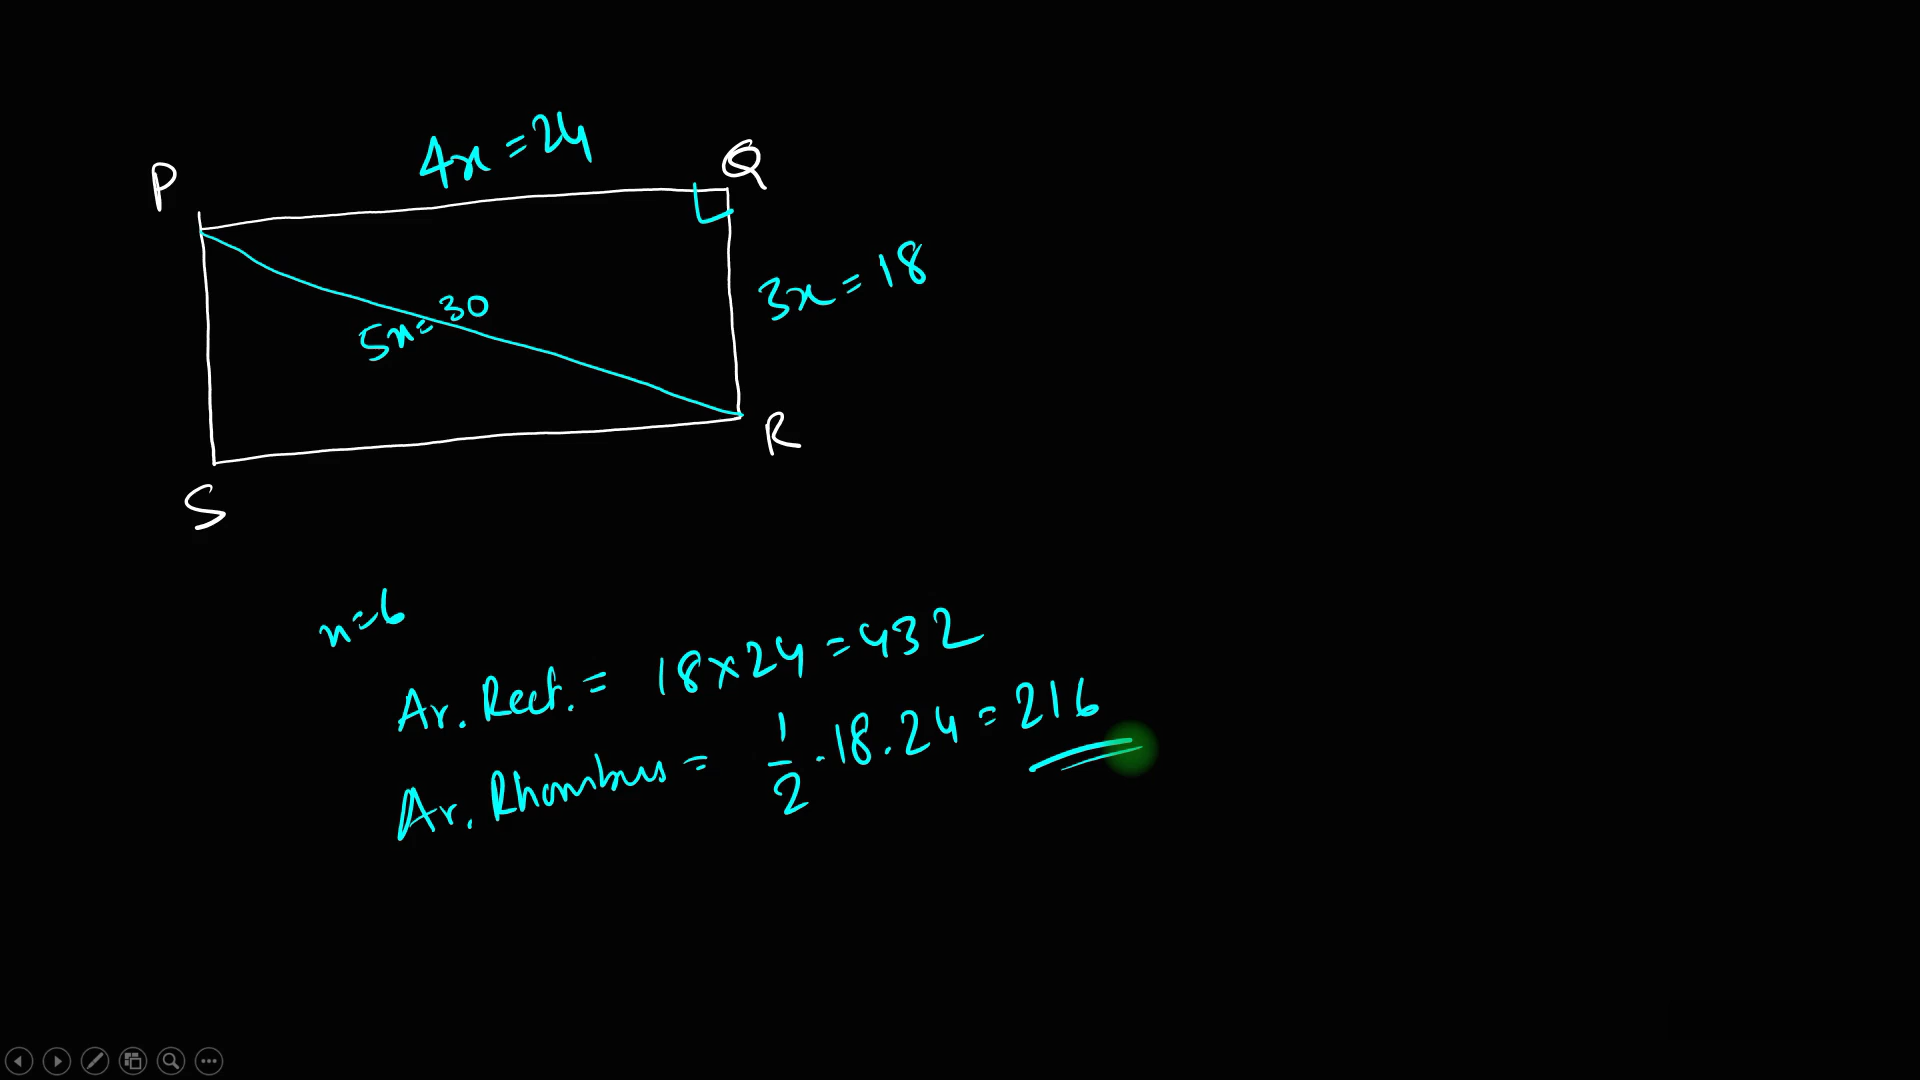 4x = 24
P
Q
3x = 18
5x = 30
R
S
x = 6
Ar. Rect. = 18 × 24 = 432
Ar. Rhombus = 1/2 . 18 . 24 = 216